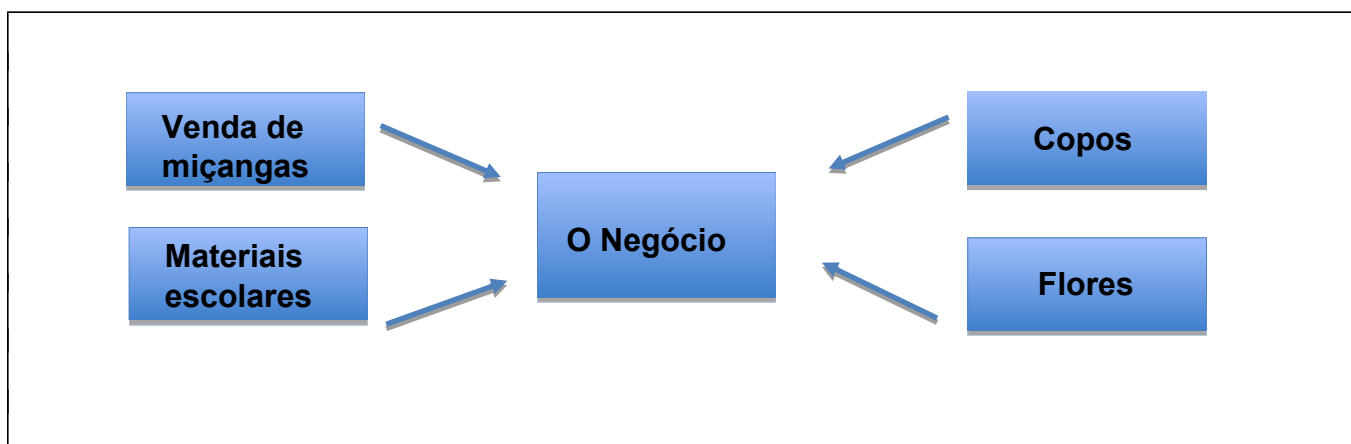 Venda de
miçangas
Materiais
escolares
O Negócio
Copos
Flores